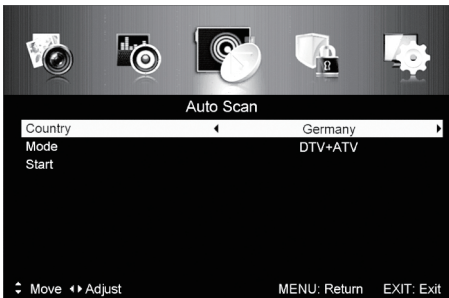 Auto Scan
Country Germany
Mode DTV+ATV
Start
Move Adjust MENU: Return EXIT: Exit